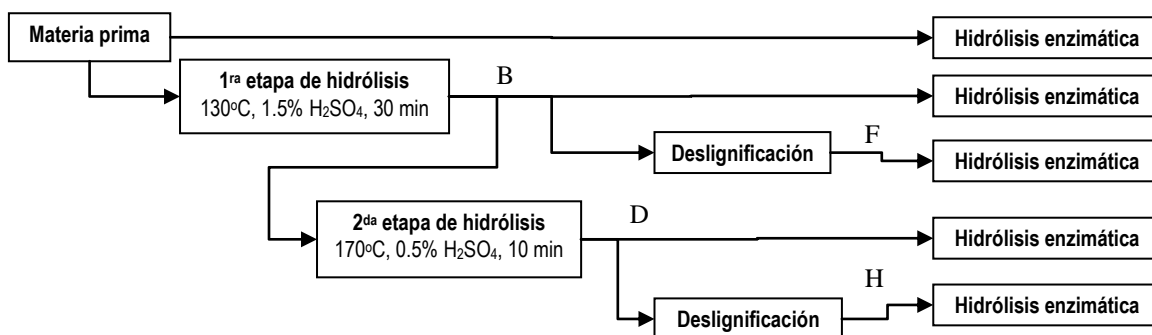 Materia prima
Hidrólisis enzimática
1ra etapa de hidrólisis
130oC, 1.5% H2SO4, 30 min
B
Hidrólisis enzimática
Deslignificación
F
Hidrólisis enzimática
2da etapa de hidrólisis
170oC, 0.5% H2SO4, 10 min
D
Hidrólisis enzimática
Deslignificación
H
Hidrólisis enzimática